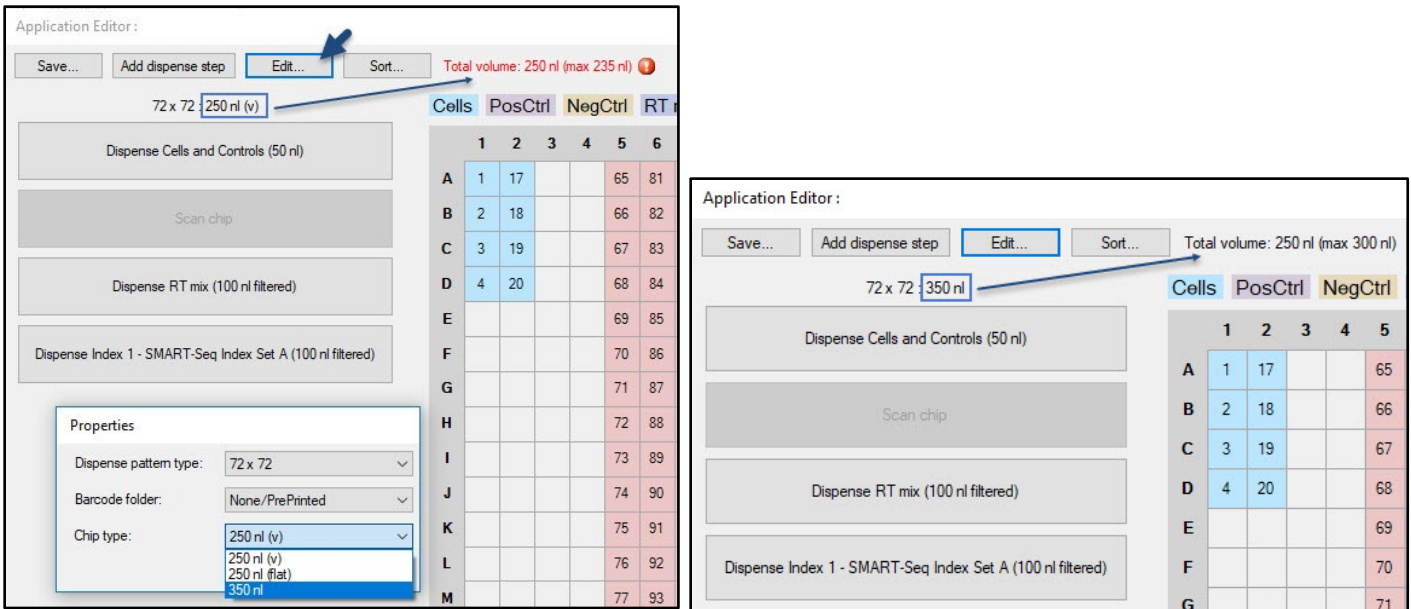 Application Editor :
Save... Add dispense step Edit... Sort... Total volume: 250 nl (max 235 nl)
72 x 72 : 250 nl (v) Cells PosCtrl NegCtrl RT
1 2 3 4 5 6
Dispense Cells and Controls (50 nl)
A 1 17 65 81
B 2 18 66 82
Scan chip
C 3 19 67 83
Dispense RT mix (100 nl filtered)
D 4 20 68 84
E 69 85
Dispense Index 1 - SMART-Seq Index Set A (100 nl filtered)
F 70 86
G 71 87
H 72 88
I 73 89
J 74 90
K 75 91
L 76 92
M 77 93
Properties
Dispense pattern type: 72 x 72
Barcode folder: None/PrePrinted
Chip type: 250 nl (v)
250 nl (v)
250 nl (flat)
350 nl
Application Editor :
Save... Add dispense step Edit... Sort... Total volume: 250 nl (max 300 nl)
72 x 72 : 350 nl Cells PosCtrl NegCtrl
1 2 3 4 5
Dispense Cells and Controls (50 nl)
A 1 17 65
B 2 18 66
Scan chip
C 3 19 67
Dispense RT mix (100 nl filtered)
D 4 20 68
E 69
Dispense Index 1 - SMART-Seq Index Set A (100 nl filtered)
F 70
G 71